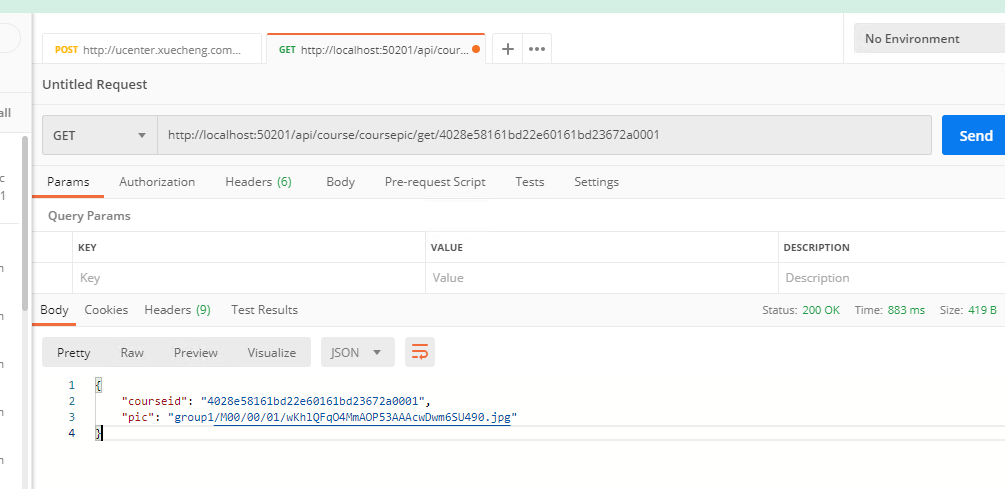 POST http://ucenter.xuecheng.com...
GET http://localhost:50201/api/cour...
No Environment
Untitled Request
all
GET http://localhost:50201/api/course/coursepic/get/4028e58161bd22e60161bd23672a0001 Send
c
1
Params Authorization Headers (6) Body Pre-request Script Tests Settings
Query Params
KEY VALUE DESCRIPTION
Key Value Description
Body Cookies Headers (9) Test Results Status: 200 OK Time: 883 ms Size: 419 B
Pretty Raw Preview Visualize JSON
1 {
2 "courseid": "4028e58161bd22e60161bd23672a0001",
3 "pic": "group1/M00/00/01/wKhlQFqO4MmAOP53AAAcwDwm6SU490.jpg"
4 }